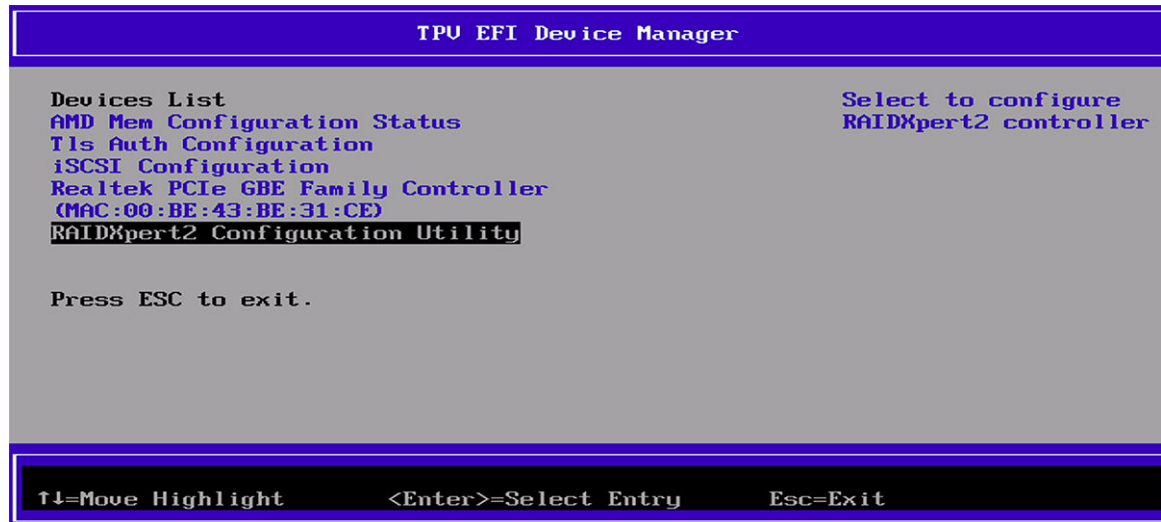 TPV EFI Device Manager
Devices List
AMD Mem Configuration Status
Tls Auth Configuration
iSCSI Configuration
Realtek PCIe GBE Family Controller
(MAC:00:BE:43:BE:31:CE)
RAIDXpert2 Configuration Utility
Press ESC to exit.
Select to configure
RAIDXpert2 controller
↑↓=Move Highlight <Enter>=Select Entry Esc=Exit